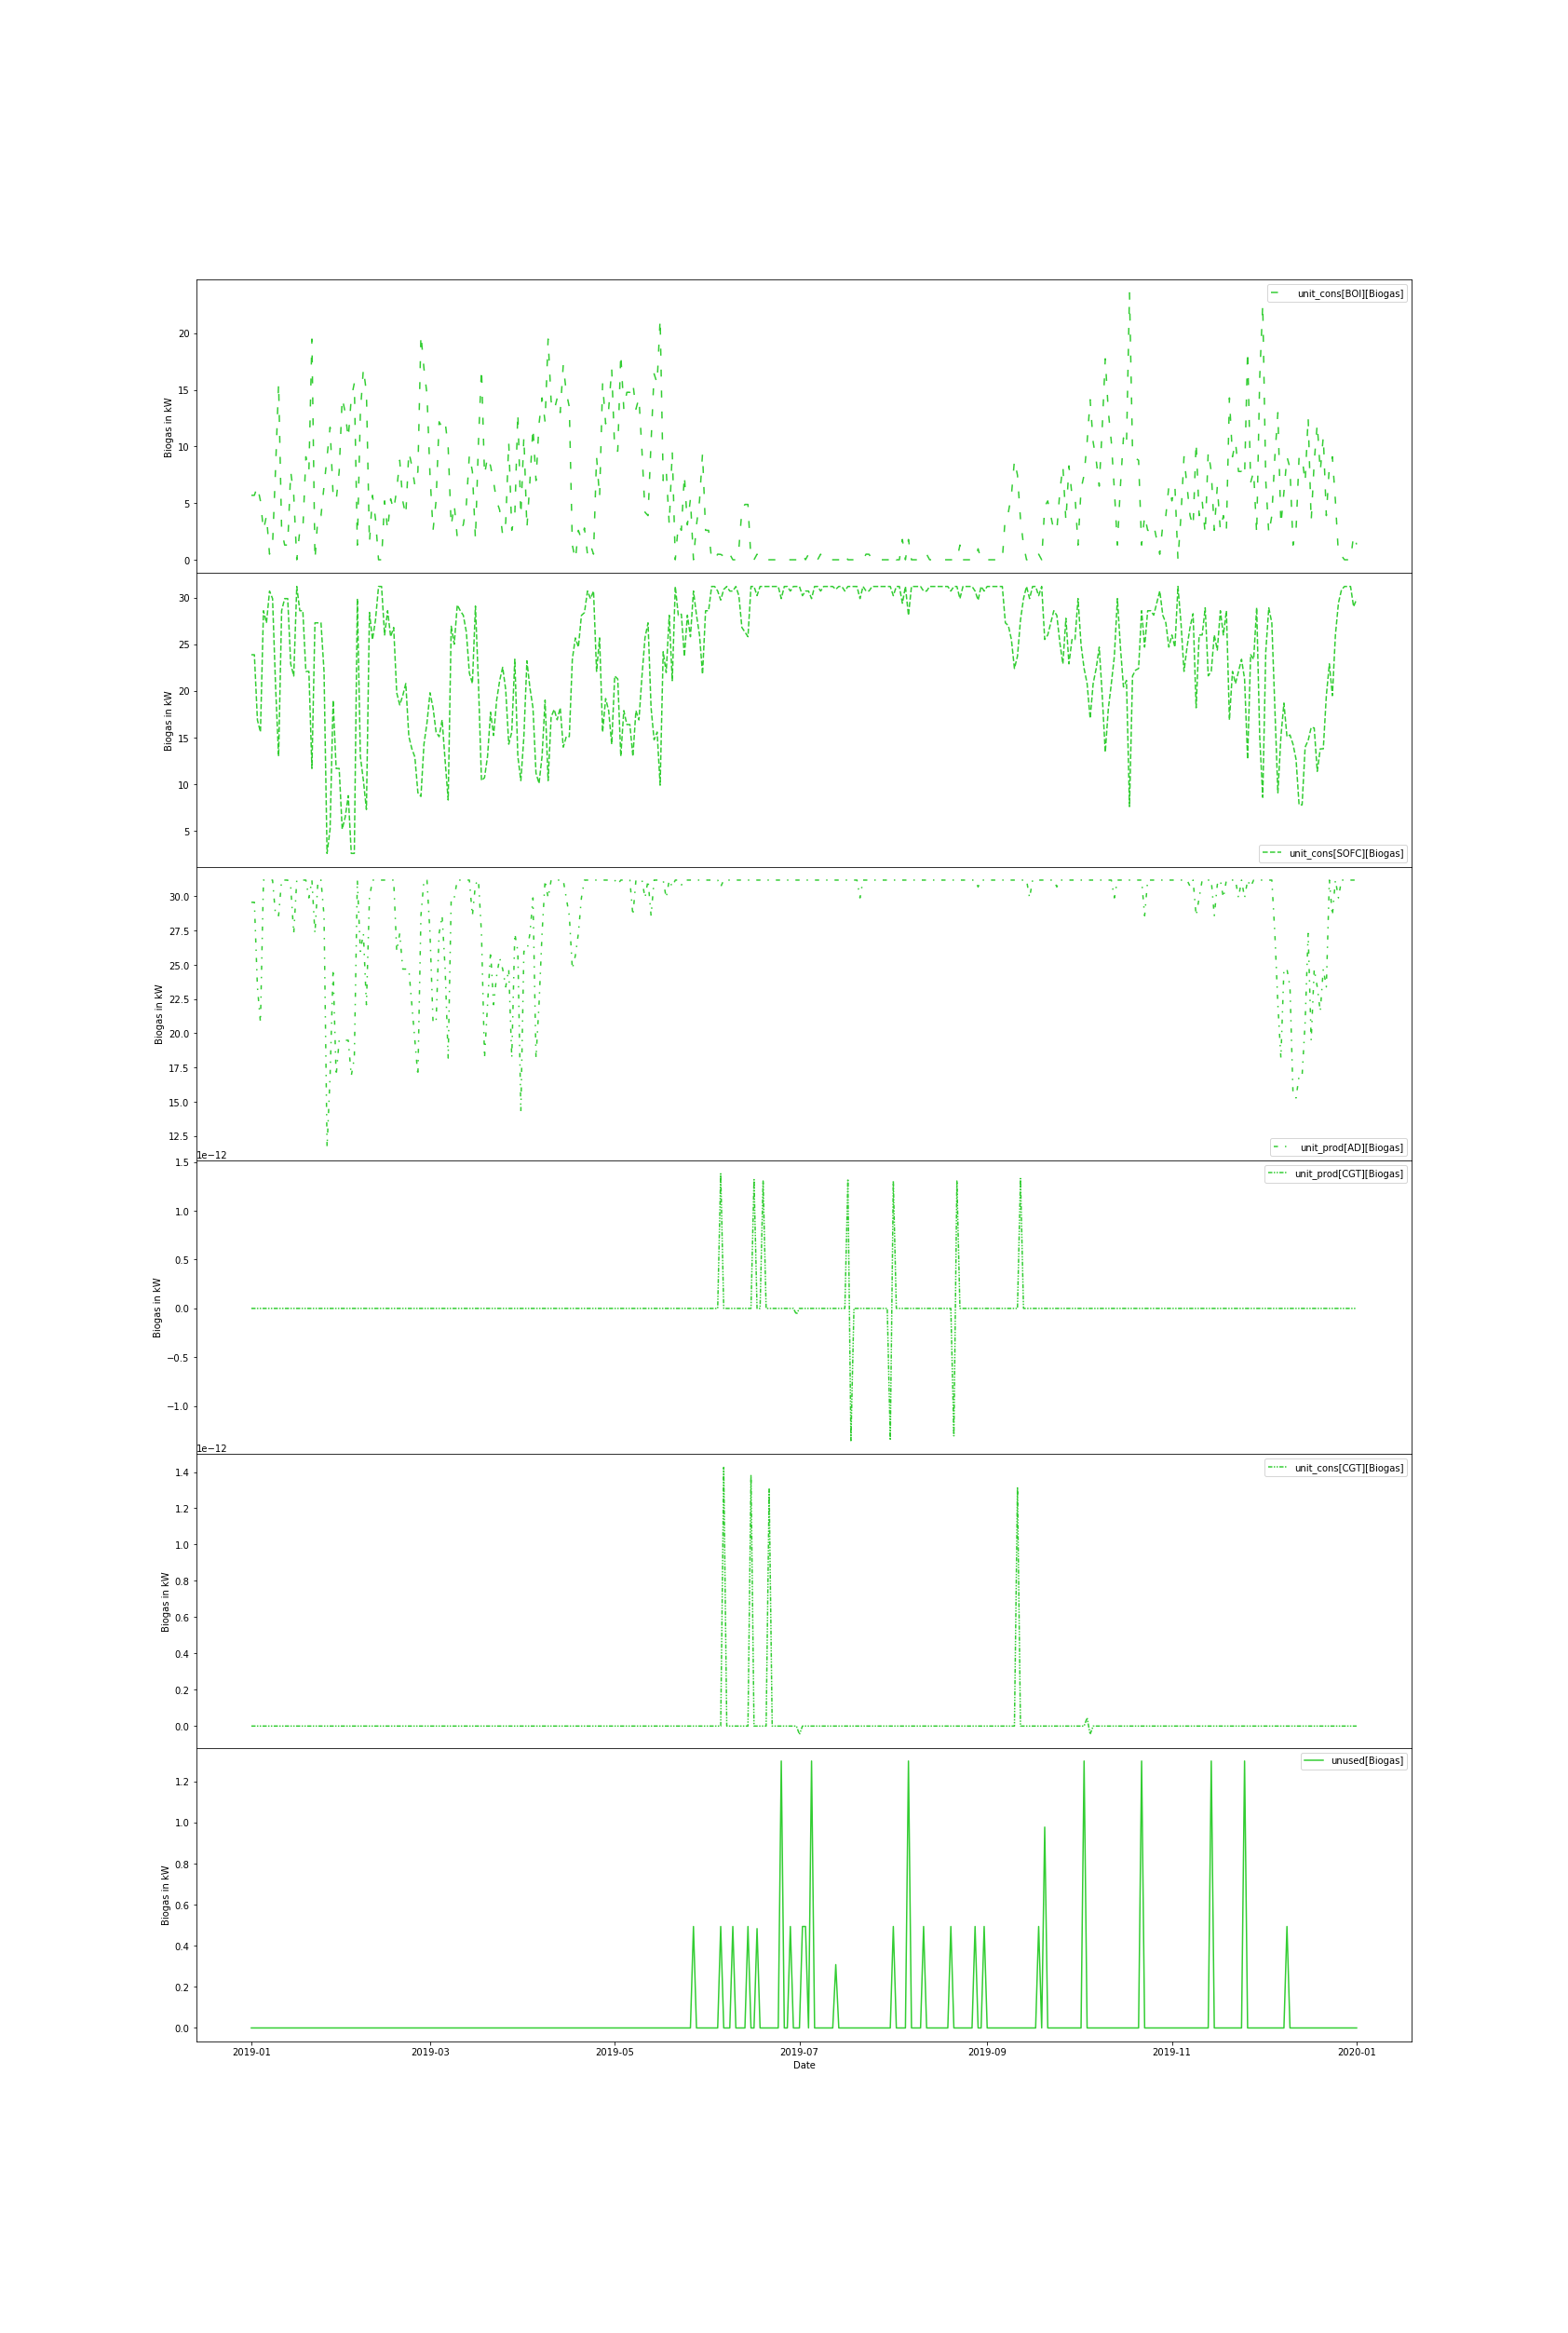 unit_cons[BOI][Biogas]
20
15
10
5
0
Biogas in kW
30
25
20
15
10
5
Biogas in kW
unit_cons[SOFC][Biogas]
30.0
27.5
25.0
22.5
20.0
17.5
15.0
12.5
Biogas in kW
unit_prod[AD][Biogas]
1e−12
1.5
1.0
0.5
0.0
−0.5
−1.0
Biogas in kW
unit_prod[CGT][Biogas]
1e−12
1.4
1.2
1.0
0.8
0.6
0.4
0.2
0.0
Biogas in kW
unit_cons[CGT][Biogas]
1.2
1.0
0.8
0.6
0.4
0.2
0.0
Biogas in kW
unused[Biogas]
2019-01 2019-03 2019-05 2019-07 2019-09 2019-11 2020-01
Date